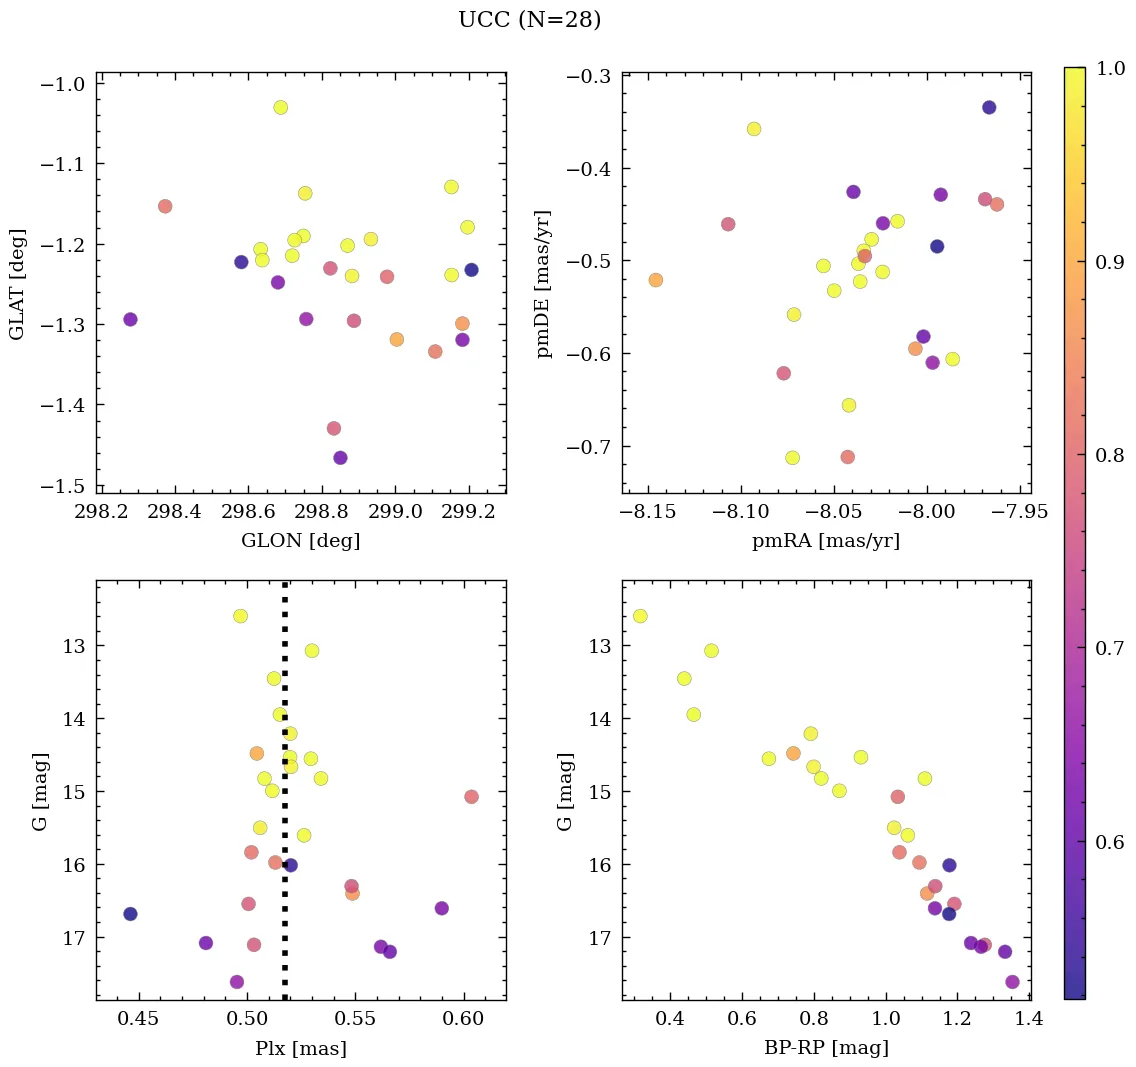 UCC (N=28)
−1.0
−1.1
−1.2
−1.3
−1.4
−1.5
GLAT [deg]
298.2 298.4 298.6 298.8 299.0 299.2
GLON [deg]
−0.3
−0.4
−0.5
−0.6
−0.7
pmDE [mas/yr]
−8.15 −8.10 −8.05 −8.00 −7.95
pmRA [mas/yr]
13
14
15
16
17
G [mag]
0.45 0.50 0.55 0.60
Plx [mas]
13
14
15
16
17
G [mag]
0.4 0.6 0.8 1.0 1.2 1.4
BP-RP [mag]
1.0
0.9
0.8
0.7
0.6